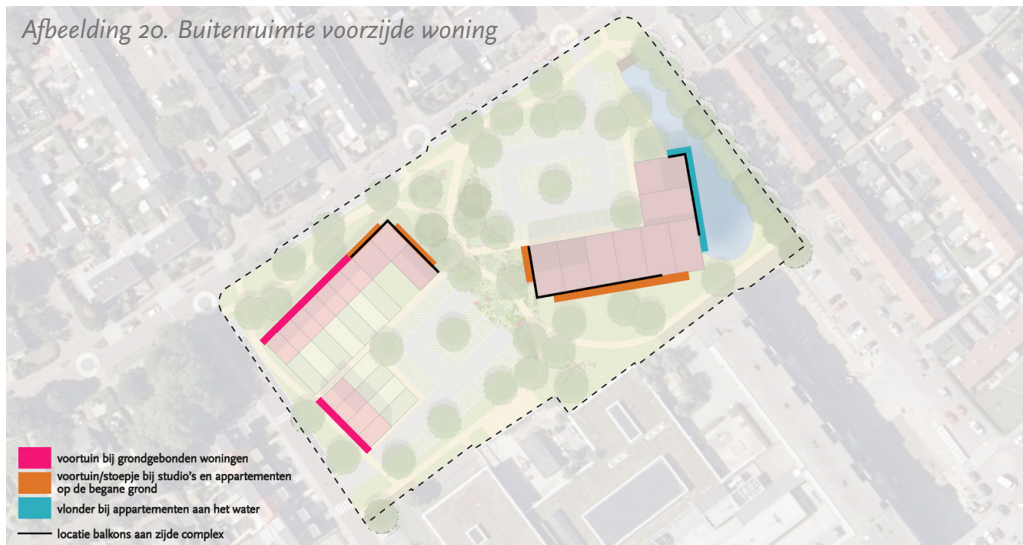 Afbeelding 20. Buitenruimte voorzijde woning
voortuin bij grondgebonden woningen
voortuin/stoepje bij studio's en appartementen
op de begane grond
vlonder bij appartementen aan het water
locatie balkons aan zijde complex